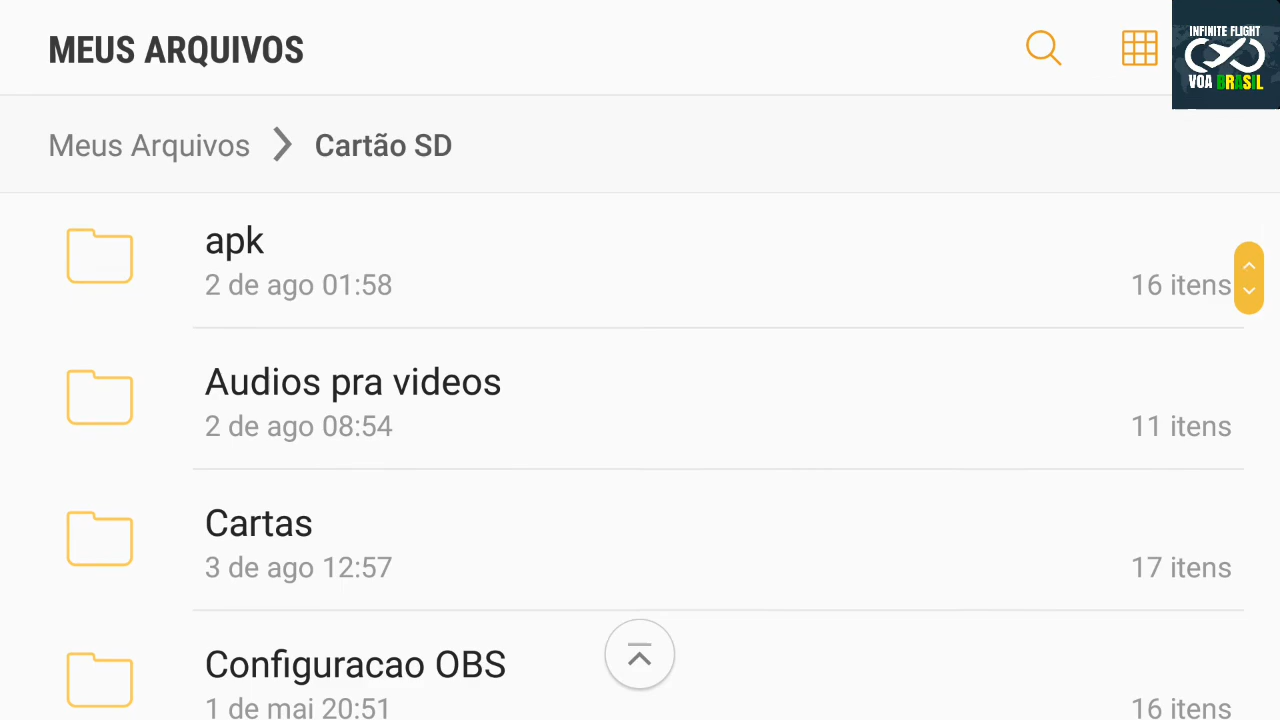 MEUS ARQUIVOS
INFINITE FLIGHT
VOA BRASIL
Meus Arquivos
Cartão SD
apk
2 de ago 01:58
16 itens
Audios pra videos
2 de ago 08:54
11 itens
Cartas
3 de ago 12:57
17 itens
Configuracao OBS
1 de mai 20:51
16 itens